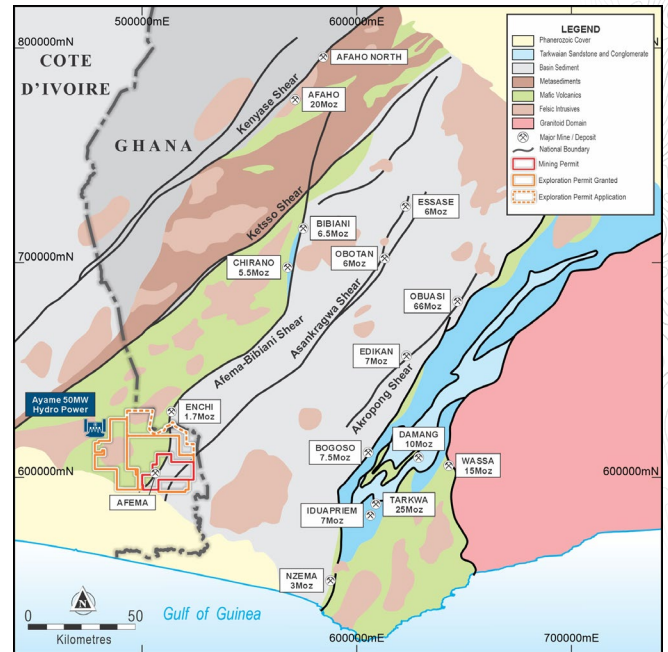 500000mE
600000mE
800000mN
COTE
D'IVOIRE
GHANA
AFAHO NORTH
AFAHO
20Moz
Kenyase Shear
LEGEND
Phanerozoic Cover
Tarkwaian Sandstone and Conglomerate
Basin Sediment
Metasediments
Mafic Volcanics
Felsic Intrusives
Granitoid Domain
Major Mine / Deposit
National Boundary
Mining Permit
Exploration Permit Granted
Exploration Permit Application
Ketsso Shear
ESSASE
6Moz
BIBIANI
6.5Moz
OBOTAN
6Moz
700000mN
CHIRANO
5.5Moz
OBUASI
66Moz
Asankragwa Shear
Afema-Bibiani Shear
EDIKAN
7Moz
Akropong Shear
Ayame 50MW
Hydro Power
ENCHI
1.7Moz
DAMANG
10Moz
BOGOSO
7.5Moz
WASSA
15Moz
600000mN
600000mN
AFEMA
TARKWA
25Moz
IDUAPRIEM
7Moz
NZEMA
3Moz
N
Gulf of Guinea
0
50
Kilometres
600000mE
700000mE